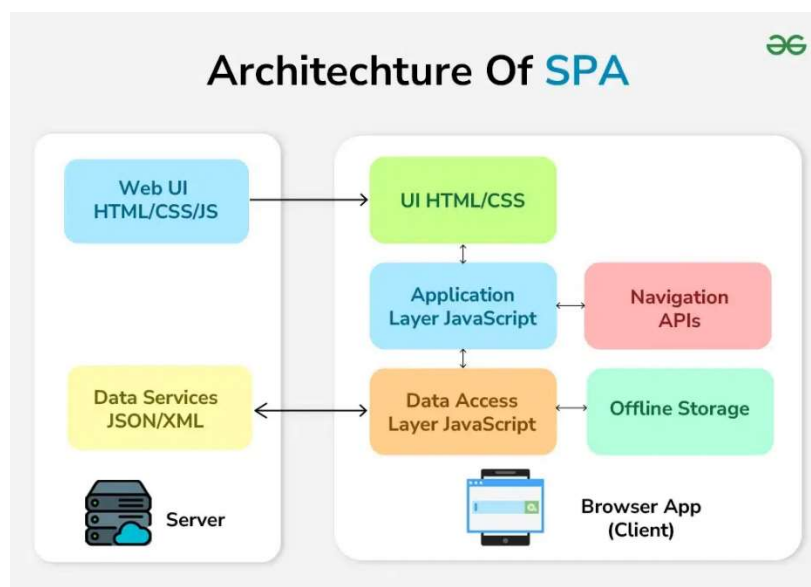 Architechture Of SPA
Web UI
HTML/CSS/JS
UI HTML/CSS
Application
Layer JavaScript
Navigation
APIs
Data Services
JSON/XML
Data Access
Layer JavaScript
Offline Storage
Server
Browser App
(Client)